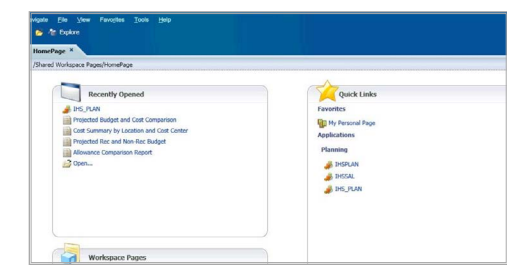 avigate File View Favorites Tools Help
Explore
HomePage ×
/Shared Workspace Pages/HomePage
Recently Opened
IHS_PLAN
Projected Budget and Cost Comparison
Cost Summary by Location and Cost Center
Projected Rec and Non-Rec Budget
Allowance Comparison Report
Open...
Workspace Pages
Quick Links
Favorites
My Personal Page
Applications
Planning
IHSPLAN
IHSSAL
IHS_PLAN